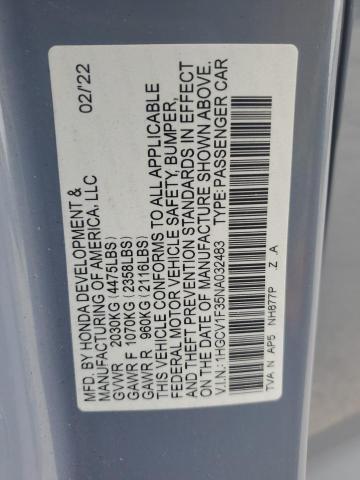 MFD. BY HONDA DEVELOPMENT & 02/'22
MANUFACTURING OF AMERICA, LLC
GVWR 2030KG (4475LBS)
GAWR F 1070KG (2358LBS)
GAWR R 960KG (2116LBS)
THIS VEHICLE CONFORMS TO ALL APPLICABLE
FEDERAL MOTOR VEHICLE SAFETY, BUMPER,
AND THEFT PREVENTION STANDARDS IN EFFECT
ON THE DATE OF MANUFACTURE SHOWN ABOVE.
V.I.N.: 1HGCV1F35NA032483 TYPE: PASSENGER CAR
TVA N AP5 NH877P .Z .A